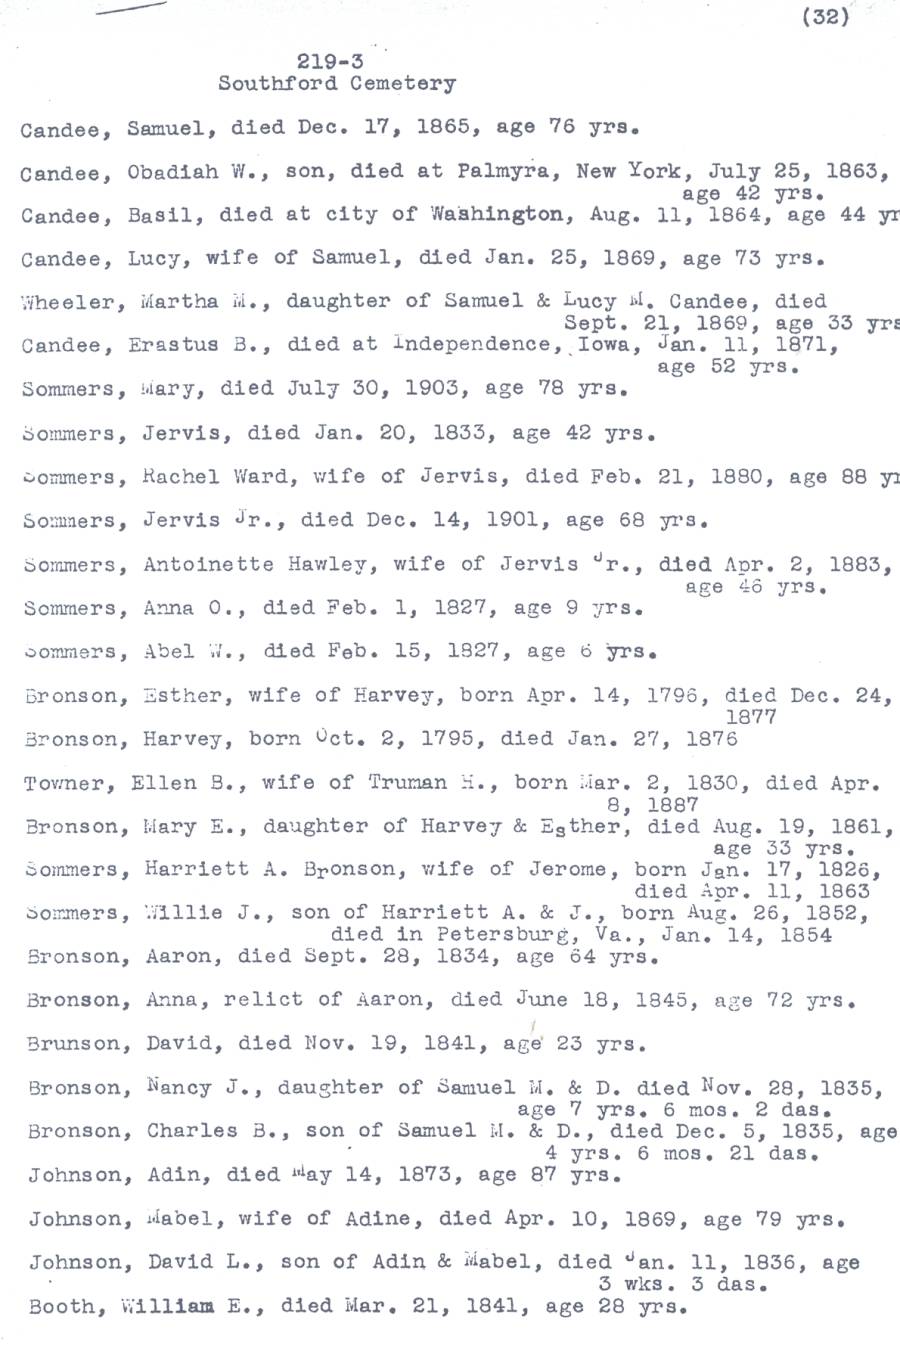 (32)
219-3
Southford Cemetery
Candee, Samuel, died Dec. 17, 1865, age 76 yrs.
Candee, Obadiah W., son, died at Palmyra, New York, July 25, 1863,
age 42 yrs.
Candee, Basil, died at city of Washington, Aug. 11, 1864, age 44 yr
Candee, Lucy, wife of Samuel, died Jan. 25, 1869, age 73 yrs.
Wheeler, Martha M., daughter of Samuel & Lucy M. Candee, died
Sept. 21, 1869, age 33 yrs
Candee, Erastus B., died at Independence, Iowa, Jan. 11, 1871,
age 52 yrs.
Sommers, Mary, died July 30, 1903, age 78 yrs.
Sommers, Jervis, died Jan. 20, 1833, age 42 yrs.
Sommers, Rachel Ward, wife of Jervis, died Feb. 21, 1880, age 88 yr
Sommers, Jervis Jr., died Dec. 14, 1901, age 68 yrs.
Sommers, Antoinette Hawley, wife of Jervis Jr., died Apr. 2, 1883,
age 46 yrs.
Sommers, Anna O., died Feb. 1, 1827, age 9 yrs.
Sommers, Abel W., died Feb. 15, 1827, age 6 yrs.
Bronson, Esther, wife of Harvey, born Apr. 14, 1796, died Dec. 24,
1877
Bronson, Harvey, born Oct. 2, 1795, died Jan. 27, 1876
Towner, Ellen B., wife of Truman H., born Mar. 2, 1830, died Apr.
8, 1887
Bronson, Mary E., daughter of Harvey & Esther, died Aug. 19, 1861,
age 33 yrs.
Sommers, Harriett A. Bronson, wife of Jerome, born Jan. 17, 1826,
died Apr. 11, 1863
Sommers, Willie J., son of Harriett A. & J., born Aug. 26, 1852,
died in Petersburg, Va., Jan. 14, 1854
Bronson, Aaron, died Sept. 28, 1834, age 64 yrs.
Bronson, Anna, relict of Aaron, died June 18, 1845, age 72 yrs.
Brunson, David, died Nov. 19, 1841, age 23 yrs.
Bronson, Nancy J., daughter of Samuel M. & D. died Nov. 28, 1835,
age 7 yrs. 6 mos. 2 das.
Bronson, Charles B., son of Samuel M. & D., died Dec. 5, 1835, age
4 yrs. 6 mos. 21 das.
Johnson, Adin, died May 14, 1873, age 87 yrs.
Johnson, Mabel, wife of Adine, died Apr. 10, 1869, age 79 yrs.
Johnson, David L., son of Adin & Mabel, died Jan. 11, 1836, age
3 wks. 3 das.
Booth, William E., died Mar. 21, 1841, age 28 yrs.